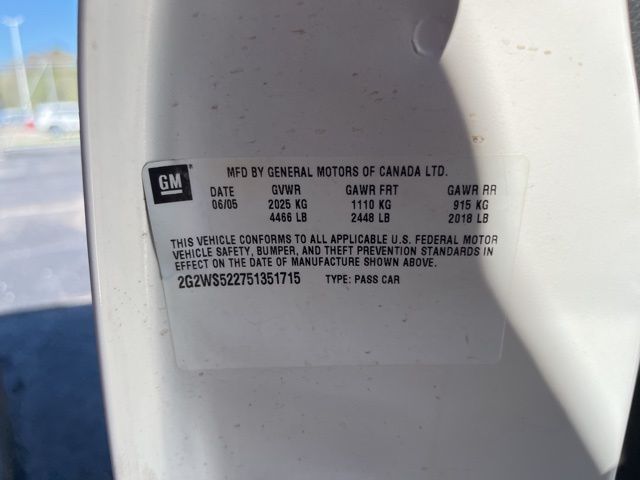 GM
MFD BY GENERAL MOTORS OF CANADA LTD.
DATE GVWR GAWR FRT GAWR RR
06/05 2025 KG 1110 KG 915 KG
4466 LB 2448 LB 2018 LB
THIS VEHICLE CONFORMS TO ALL APPLICABLE U.S. FEDERAL MOTOR
VEHICLE SAFETY, BUMPER, AND THEFT PREVENTION STANDARDS IN
EFFECT ON THE DATE OF MANUFACTURE SHOWN ABOVE.
2G2WS522751351715 TYPE: PASS CAR